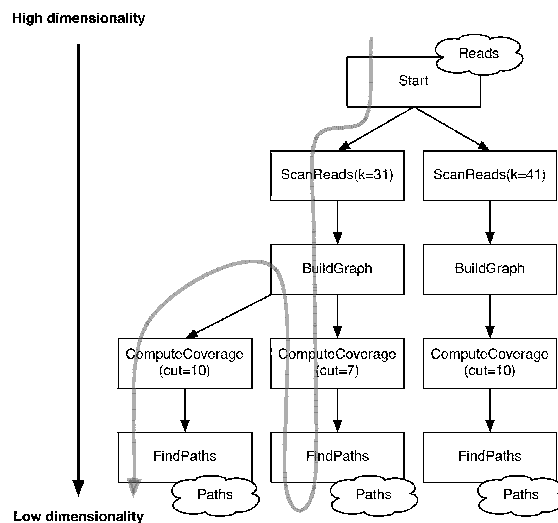 High dimensionality
Reads
Start
ScanReads(k=31)
ScanReads(k=41)
BuildGraph
BuildGraph
ComputeCoverage
(cut=10)
ComputeCoverage
(cut=7)
ComputeCoverage
(cut=10)
FindPaths
FindPaths
FindPaths
Paths
Paths
Paths
Low dimensionality